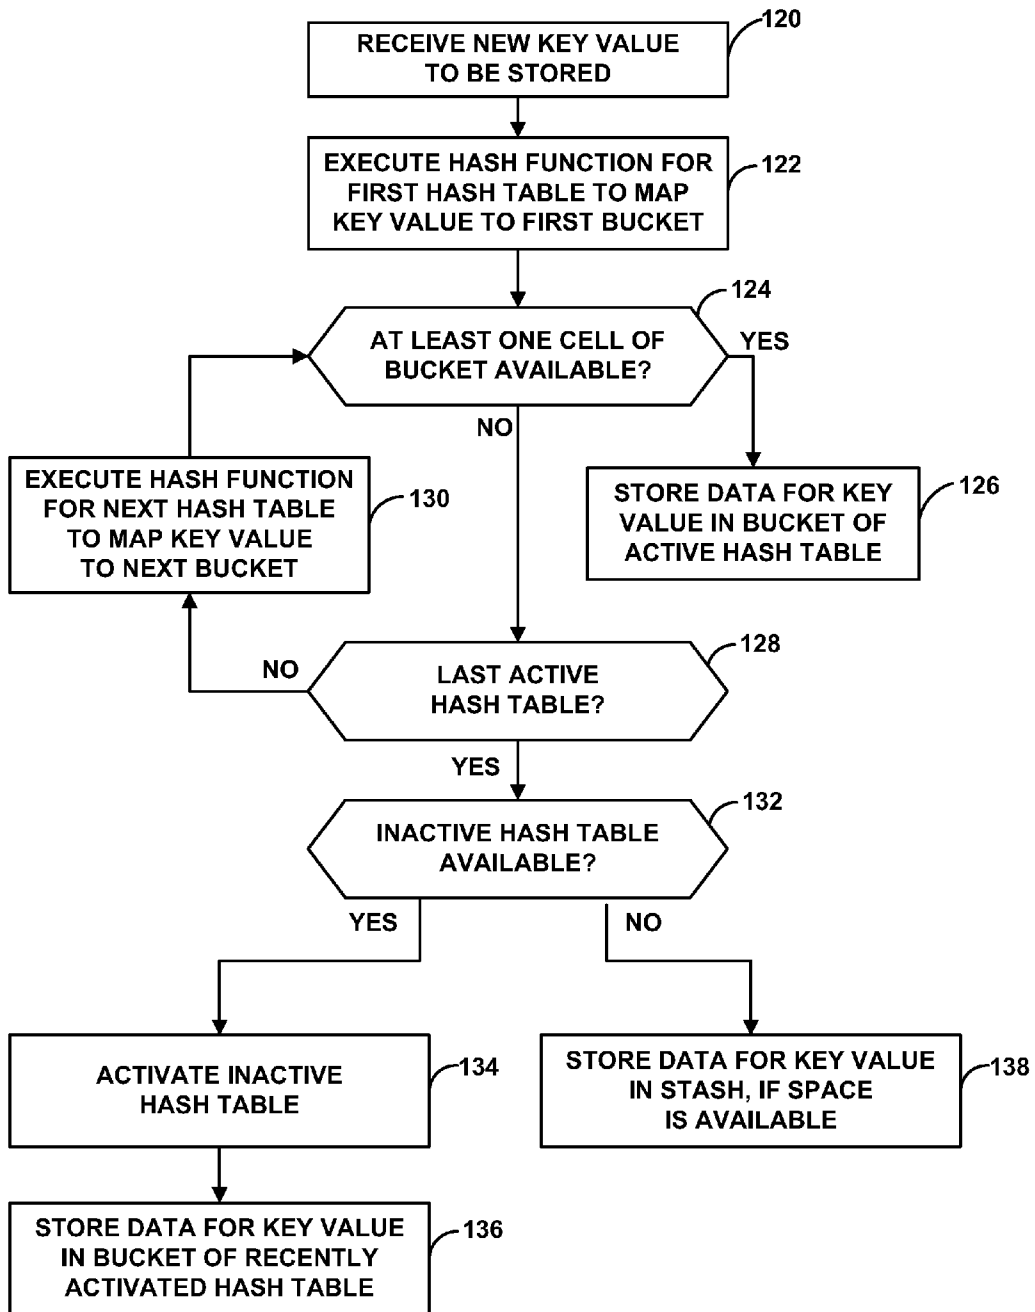 120
RECEIVE NEW KEY VALUE
TO BE STORED
EXECUTE HASH FUNCTION FOR
FIRST HASH TABLE TO MAP
KEY VALUE TO FIRST BUCKET
122
124
AT LEAST ONE CELL OF
BUCKET AVAILABLE?
YES
NO
EXECUTE HASH FUNCTION
FOR NEXT HASH TABLE
TO MAP KEY VALUE
TO NEXT BUCKET
130
STORE DATA FOR KEY
VALUE IN BUCKET OF
ACTIVE HASH TABLE
126
128
NO
LAST ACTIVE
HASH TABLE?
YES
132
INACTIVE HASH TABLE
AVAILABLE?
YES
NO
ACTIVATE INACTIVE
HASH TABLE
134
STORE DATA FOR KEY VALUE
IN STASH, IF SPACE
IS AVAILABLE
138
STORE DATA FOR KEY VALUE
IN BUCKET OF RECENTLY
ACTIVATED HASH TABLE
136